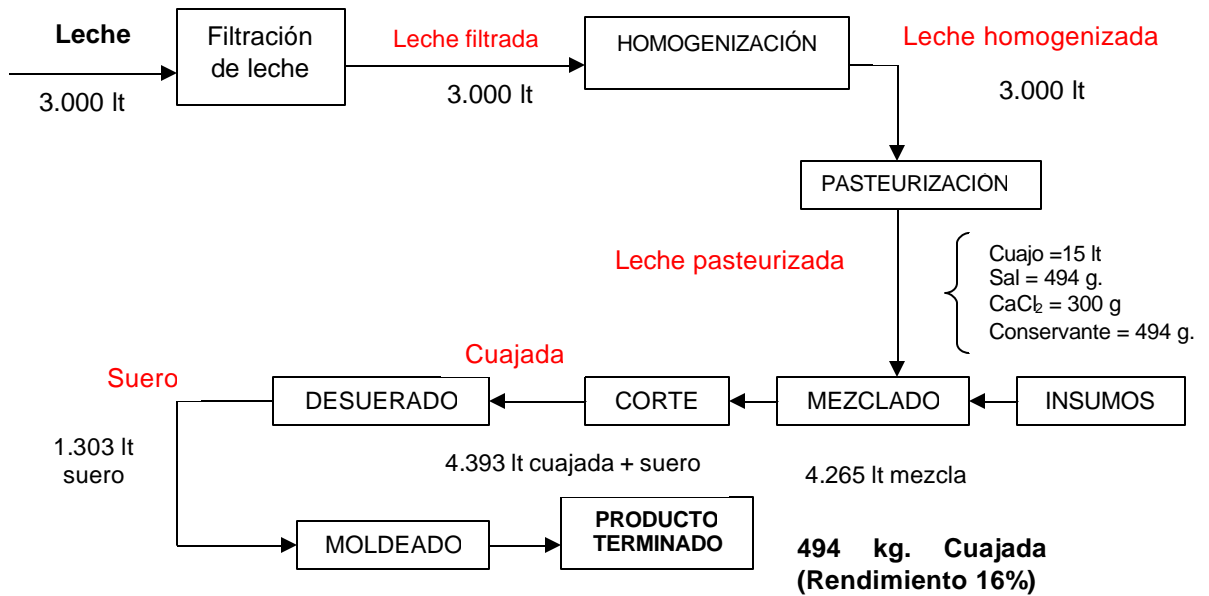 Leche
3.000 lt
Filtración
de leche
Leche filtrada
3.000 lt
HOMOGENIZACIÓN
Leche homogenizada
3.000 lt
PASTEURIZACIÓN
Leche pasteurizada
Cuajo =15 lt
Sal = 494 g.
CaCl2 = 300 g
Conservante = 494 g.
Suero
Cuajada
DESUERADO
CORTE
MEZCLADO
INSUMOS
1.303 lt
suero
4.393 lt cuajada + suero
4.265 lt mezcla
MOLDEADO
PRODUCTO
TERMINADO
494 kg. Cuajada
(Rendimiento 16%)